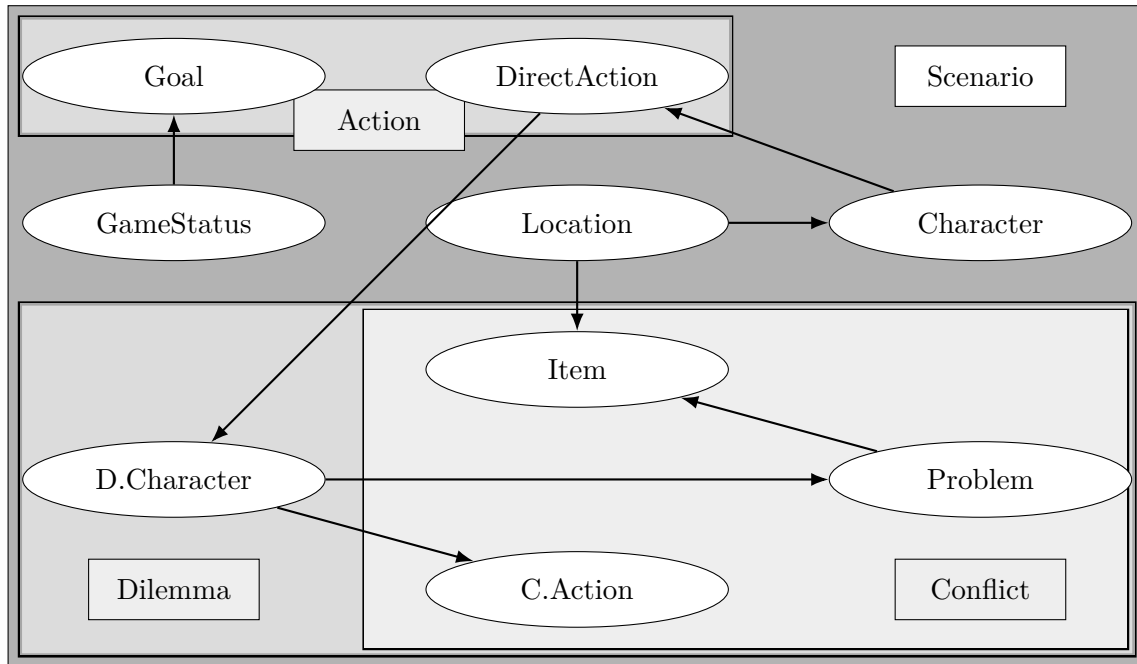 Goal
DirectAction
Scenario
Action
GameStatus
Location
Character
Item
D.Character
Problem
Dilemma
C.Action
Conflict